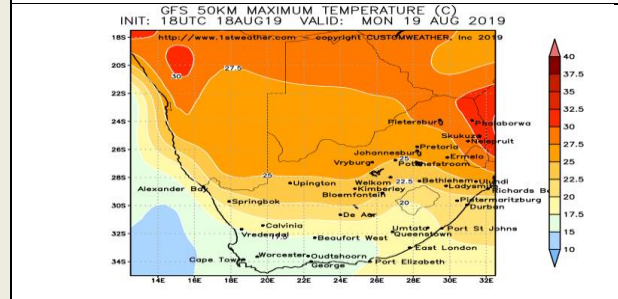 GFS 50KM MAXIMUM TEMPERATURE (C)
INIT: 18UTC 18AUG19 VALID: MON 19 AUG 2019
http://www.1stweather.com copyright CUSTOMWEATHER, Inc 2019
18S
20S
22S
24S
26S
28S
30S
32S
34S
30
27.5
25
25
22.5
20
17.5
Pietersburg
Phalaborwa
Skukuza
Nelspruit
Pretoria
Johannesburg
Ermelo
Vryburg
Potchefstroom
Bethlehem
Ulundi
Welkom
Ladysmith
Alexander Bay
Upington
Kimberley
Richards Ba
Bloemfontein
Springbok
Pietermaritzburg
Durban
De Aar
Calvinia
Umtata
Port St Johns
Vredendal
Queenstown
Beaufort West
East London
Worcester
Oudtshoorn
Cape Town
George
Port Elizabeth
14E 16E 18E 20E 22E 24E 26E 28E 30E 32E
40
37.5
35
32.5
30
27.5
25
22.5
20
17.5
15
10